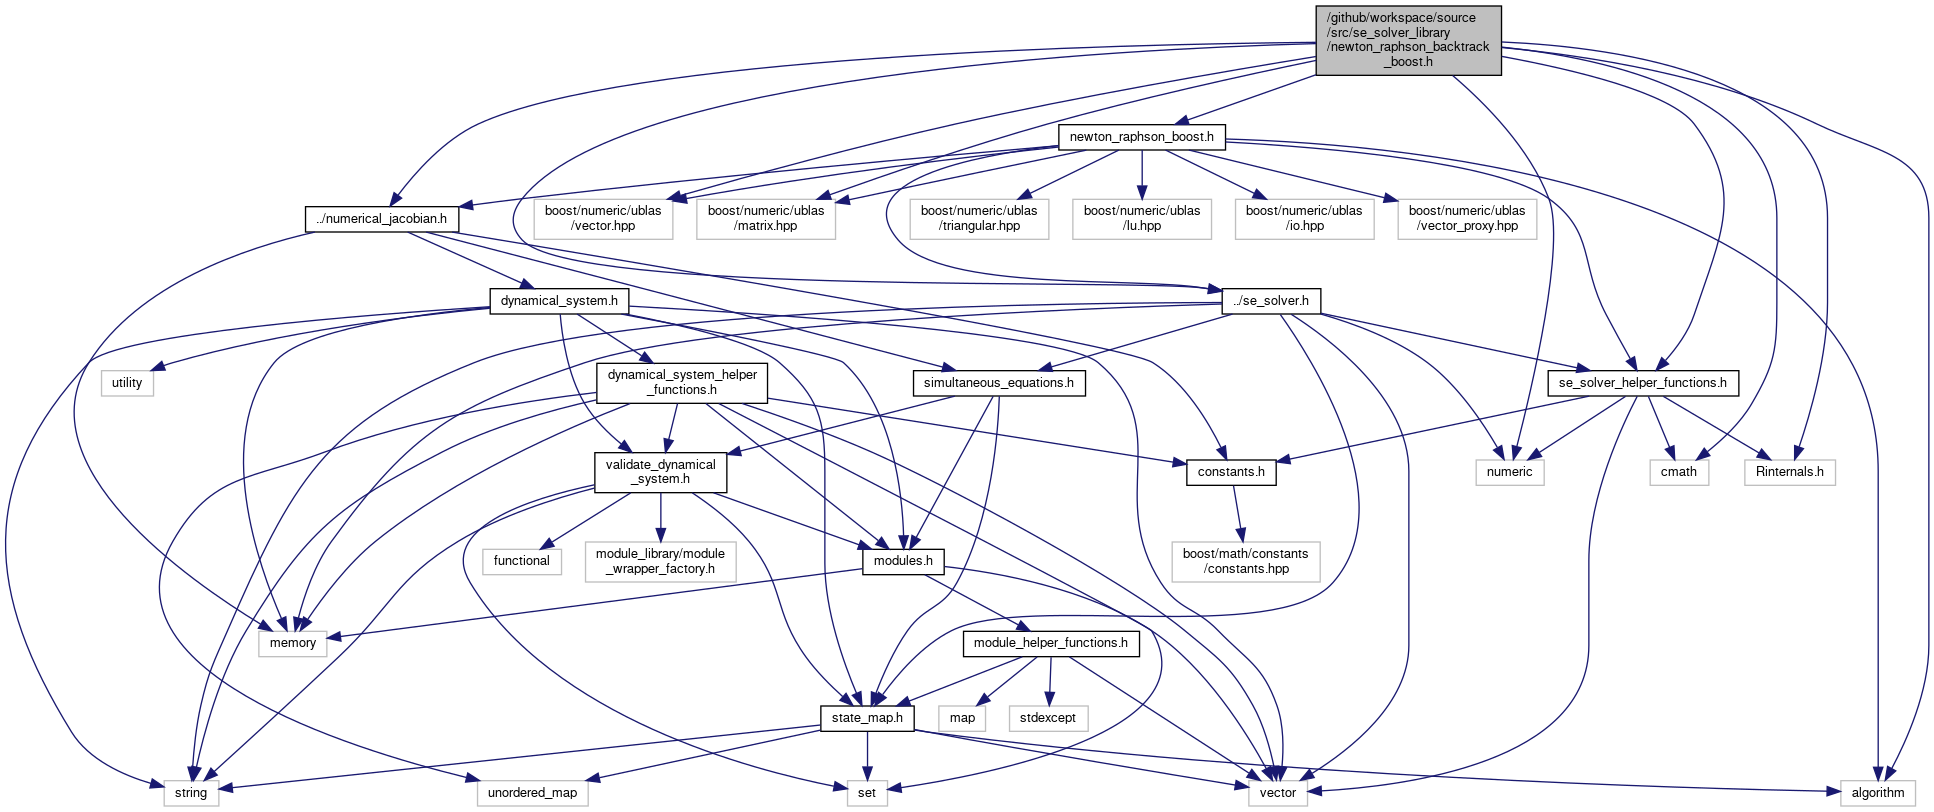 /github/workspace/source
/src/se_solver_library
/newton_raphson_backtrack
_boost.h
newton_raphson_boost.h
../numerical_jacobian.h
boost/numeric/ublas
/vector.hpp
boost/numeric/ublas
/matrix.hpp
boost/numeric/ublas
/triangular.hpp
boost/numeric/ublas
/lu.hpp
boost/numeric/ublas
/io.hpp
boost/numeric/ublas
/vector_proxy.hpp
dynamical_system.h
../se_solver.h
utility
dynamical_system_helper
_functions.h
simultaneous_equations.h
se_solver_helper_functions.h
validate_dynamical
_system.h
constants.h
numeric
cmath
Rinternals.h
functional
module_library/module
_wrapper_factory.h
modules.h
boost/math/constants
/constants.hpp
memory
module_helper_functions.h
state_map.h
map
stdexcept
string
unordered_map
set
vector
algorithm